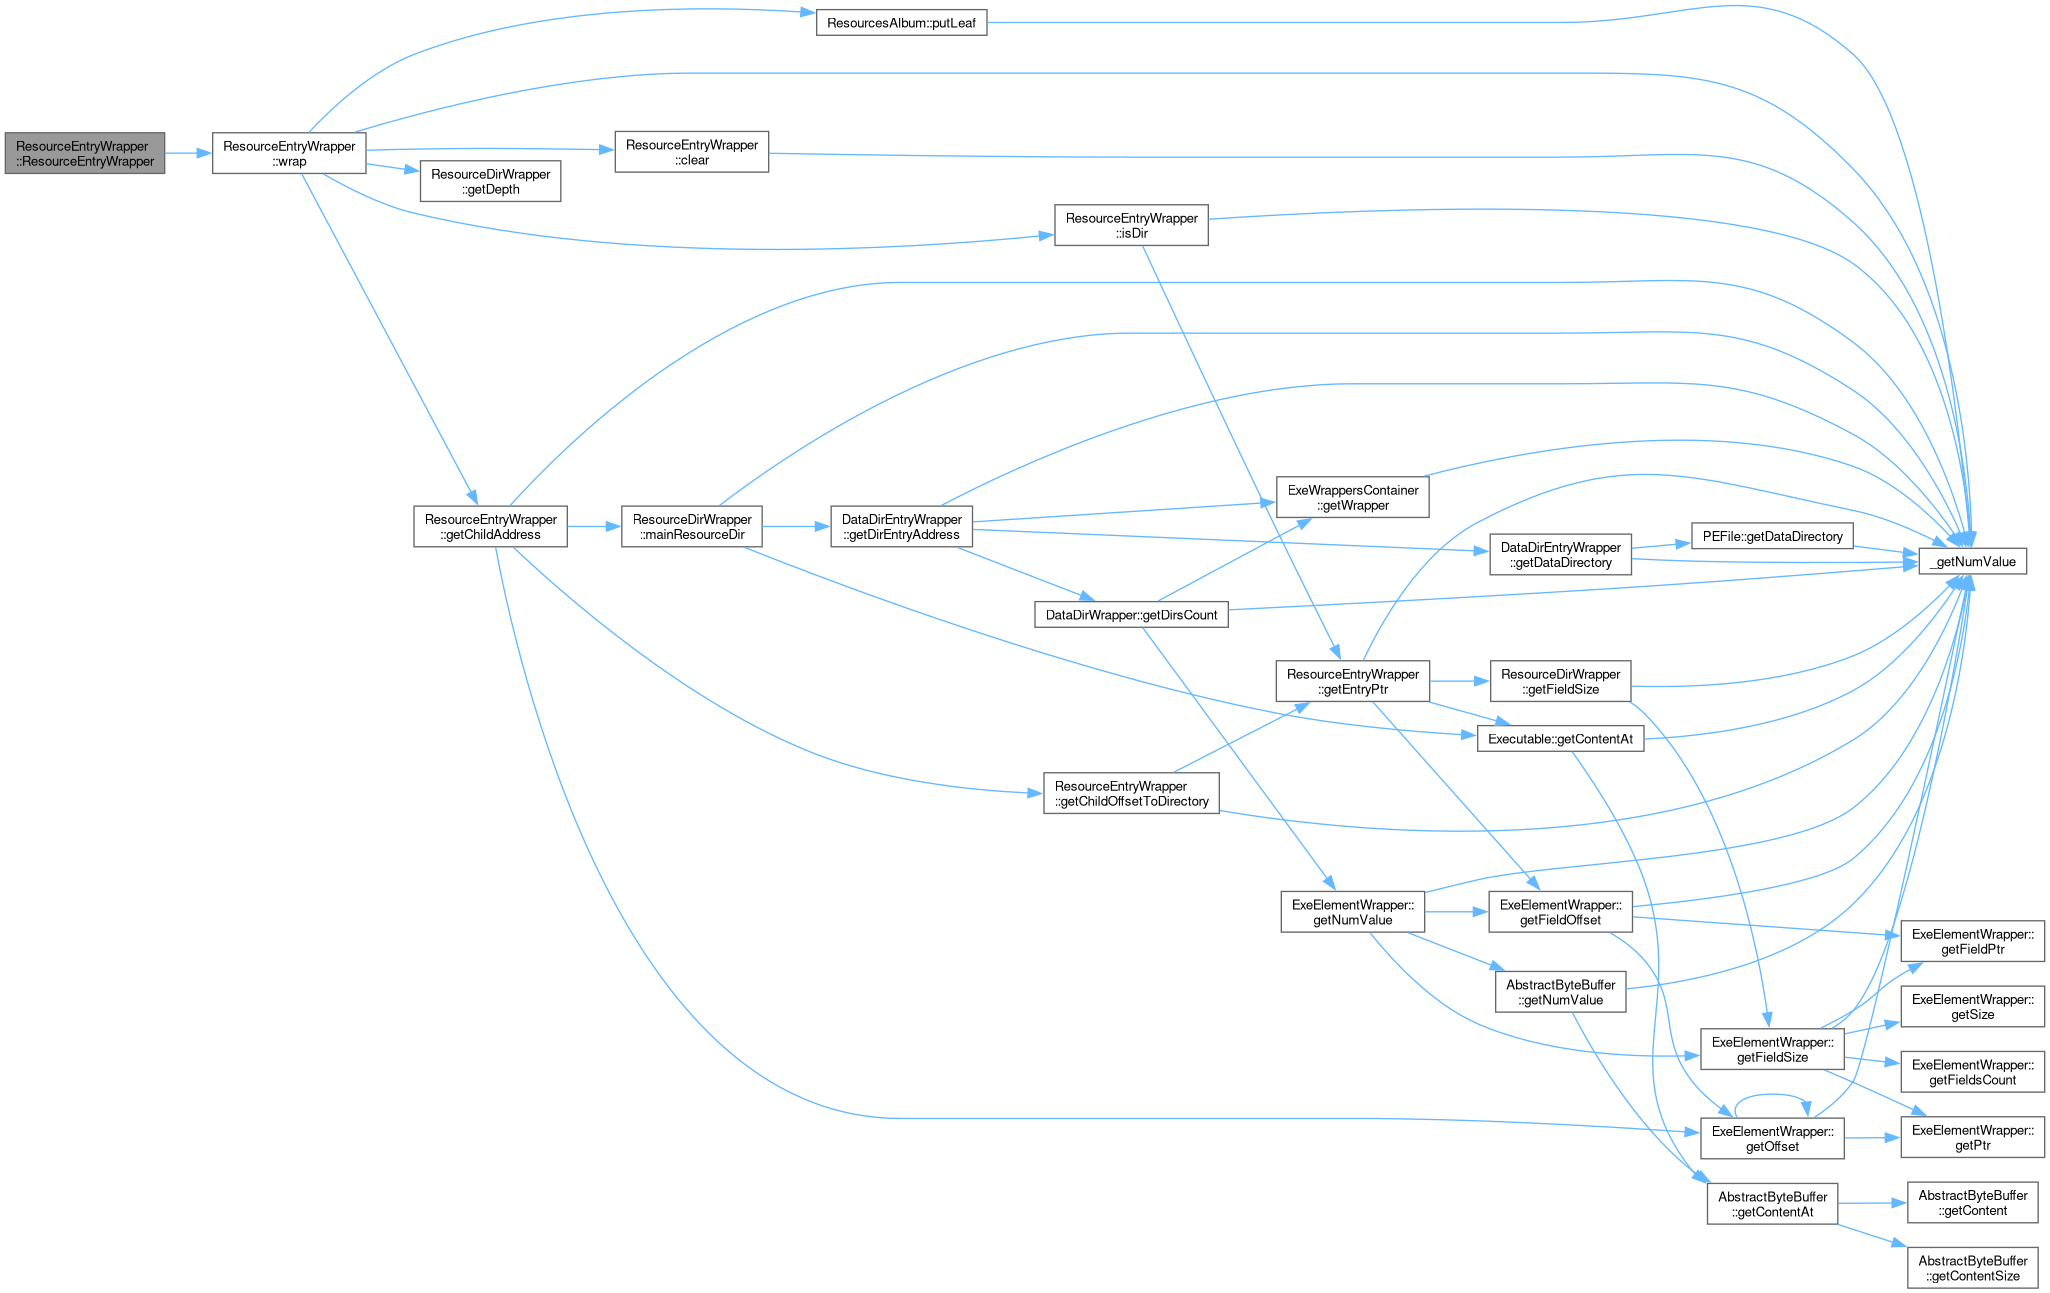 ResourcesAlbum::putLeaf
ResourceEntryWrapper
::ResourceEntryWrapper
ResourceEntryWrapper
::wrap
ResourceEntryWrapper
::clear
ResourceDirWrapper
::getDepth
ResourceEntryWrapper
::isDir
ResourceEntryWrapper
::getChildAddress
ResourceDirWrapper
::mainResourceDir
DataDirEntryWrapper
::getDirEntryAddress
ExeWrappersContainer
::getWrapper
DataDirEntryWrapper
::getDataDirectory
PEFile::getDataDirectory
_getNumValue
DataDirWrapper::getDirsCount
ResourceEntryWrapper
::getEntryPtr
ResourceDirWrapper
::getFieldSize
Executable::getContentAt
ResourceEntryWrapper
::getChildOffsetToDirectory
ExeElementWrapper::
getNumValue
ExeElementWrapper::
getFieldOffset
ExeElementWrapper::
getFieldPtr
AbstractByteBuffer
::getNumValue
ExeElementWrapper::
getSize
ExeElementWrapper::
getFieldSize
ExeElementWrapper::
getFieldsCount
ExeElementWrapper::
getOffset
ExeElementWrapper::
getPtr
AbstractByteBuffer
::getContentAt
AbstractByteBuffer
::getContent
AbstractByteBuffer
::getContentSize